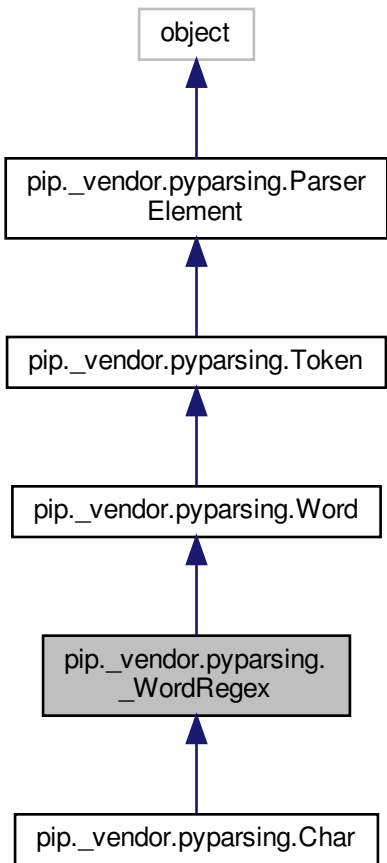 object
pip._vendor.pyparsing.Parser
Element
pip._vendor.pyparsing.Token
pip._vendor.pyparsing.Word
pip._vendor.pyparsing.
_WordRegex
pip._vendor.pyparsing.Char